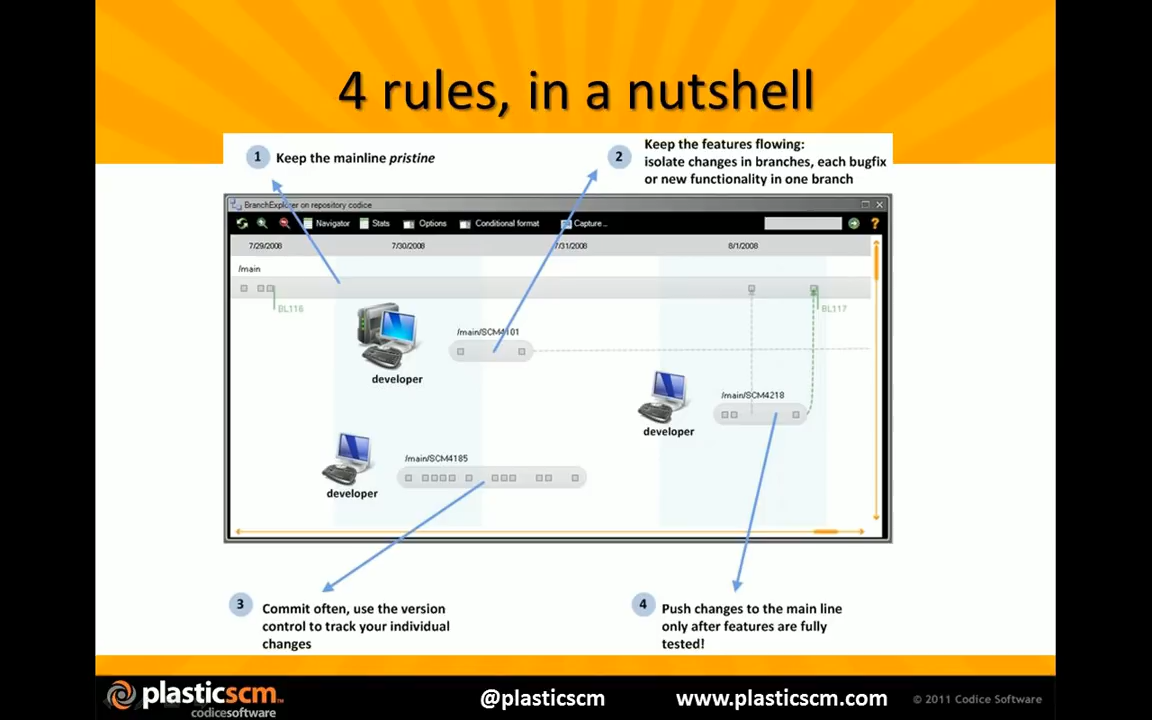 4 rules, in a nutshell
1 Keep the mainline pristine
2 Keep the features flowing:
isolate changes in branches, each bugfix
or new functionality in one branch
BranchExplorer on repository codice
Navigator Stats Options Conditional format Capture...
7/29/2008 7/30/2008 7/31/2008 8/1/2008
/main
BL116
BL117
/main/SCM4101
developer
/main/SCM4218
developer
/main/SCM4185
developer
3 Commit often, use the version
control to track your individual
changes
4 Push changes to the main line
only after features are fully
tested!
plasticscm™
codicesoftware
@plasticscm
www.plasticscm.com
© 2011 Codice Software